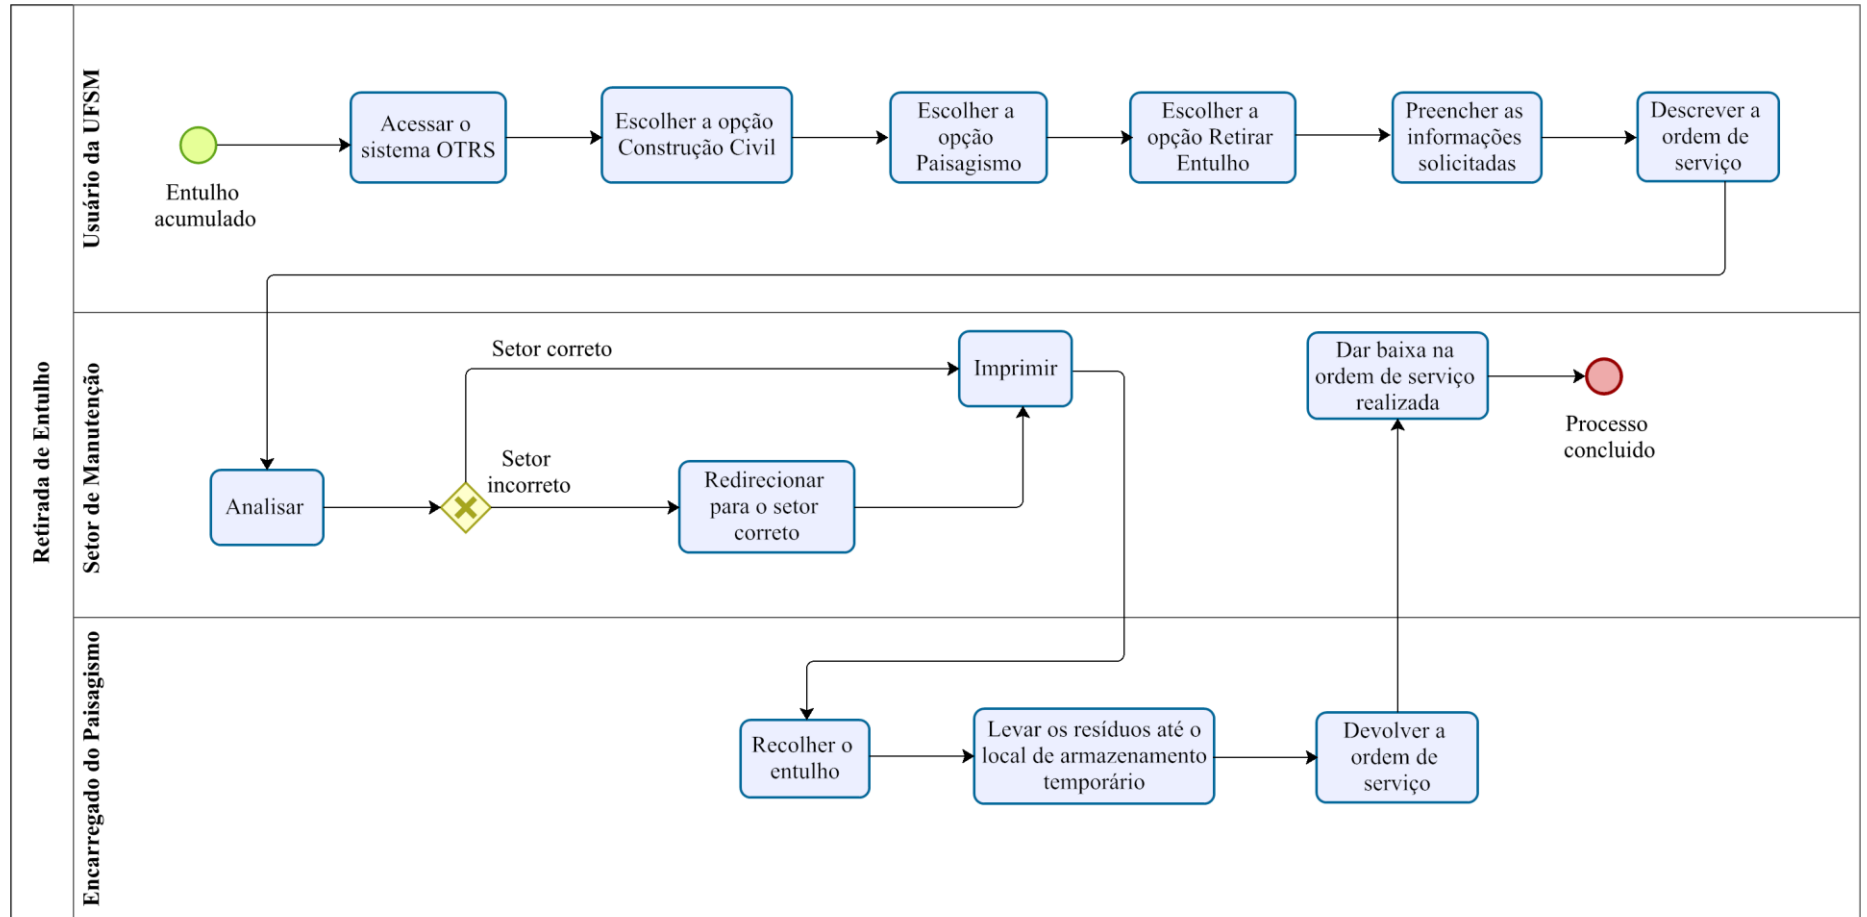 Retirada de Entulho
Usuário da UFSM
Entulho
acumulado
Acessar o
sistema OTRS
Escolher a opção
Construção Civil
Escolher a
opção
Paisagismo
Escolher a
opção Retirar
Entulho
Preencher as
informações
solicitadas
Descrever a
ordem de
serviço
Setor de Manutenção
Analisar
Setor correto
Setor
incorreto
Redirecionar
para o setor
correto
Imprimir
Dar baixa na
ordem de serviço
realizada
Processo
concluido
Encarregado do Paisagismo
Recolher o
entulho
Levar os resíduos até o
local de armazenamento
temporário
Devolver a
ordem de
serviço